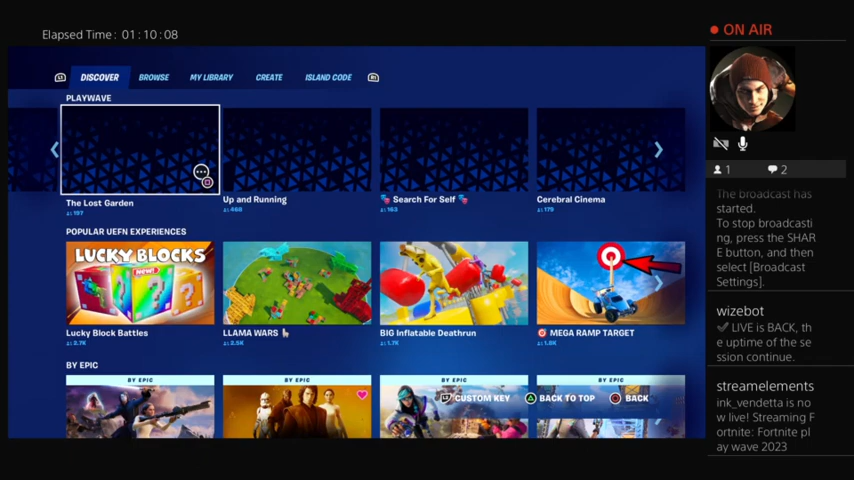 Elapsed Time: 01:10:08
ON AIR
DISCOVER BROWSE MY LIBRARY CREATE ISLAND CODE
PLAYWAVE
The Lost Garden
197
Up and Running
468
Search For Self
163
Cerebral Cinema
179
POPULAR UEFN EXPERIENCES
LUCKY BLOCKS
New!
Lucky Block Battles
2.7K
LLAMA WARS
2.5K
BIG Inflatable Deathrun
1.7K
MEGA RAMP TARGET
1.8K
BY EPIC
BY EPIC
BY EPIC
BY EPIC
BY EPIC
L3 CUSTOM KEY BACK TO TOP BACK
1 2
The broadcast has
started.
To stop broadcasti
ng, press the SHAR
E button, and then
select [Broadcast
Settings].
wizebot
LIVE is BACK, th
e uptime of the se
ssion continue.
streamelements
ink_vendetta is no
w live! Streaming F
ortnite: Fortnite pl
ay wave 2023